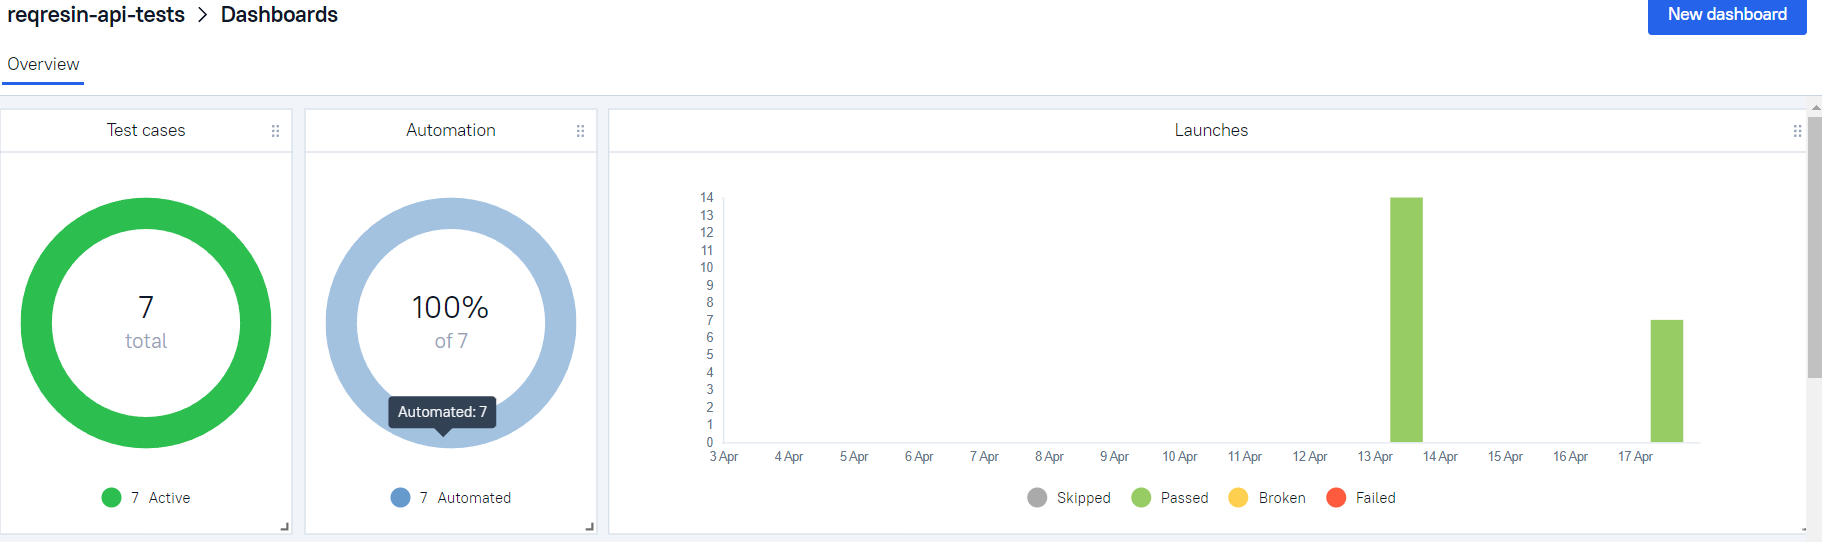 reqresin-api-tests > Dashboards
New dashboard
Overview
Test cases
7
total
7 Active
Automation
100%
of 7
Automated: 7
7 Automated
Launches
14
13
12
11
10
9
8
7
6
5
4
3
2
1
0
3 Apr 4 Apr 5 Apr 6 Apr 7 Apr 8 Apr 9 Apr 10 Apr 11 Apr 12 Apr 13 Apr 14 Apr 15 Apr 16 Apr 17 Apr
Skipped Passed Broken Failed